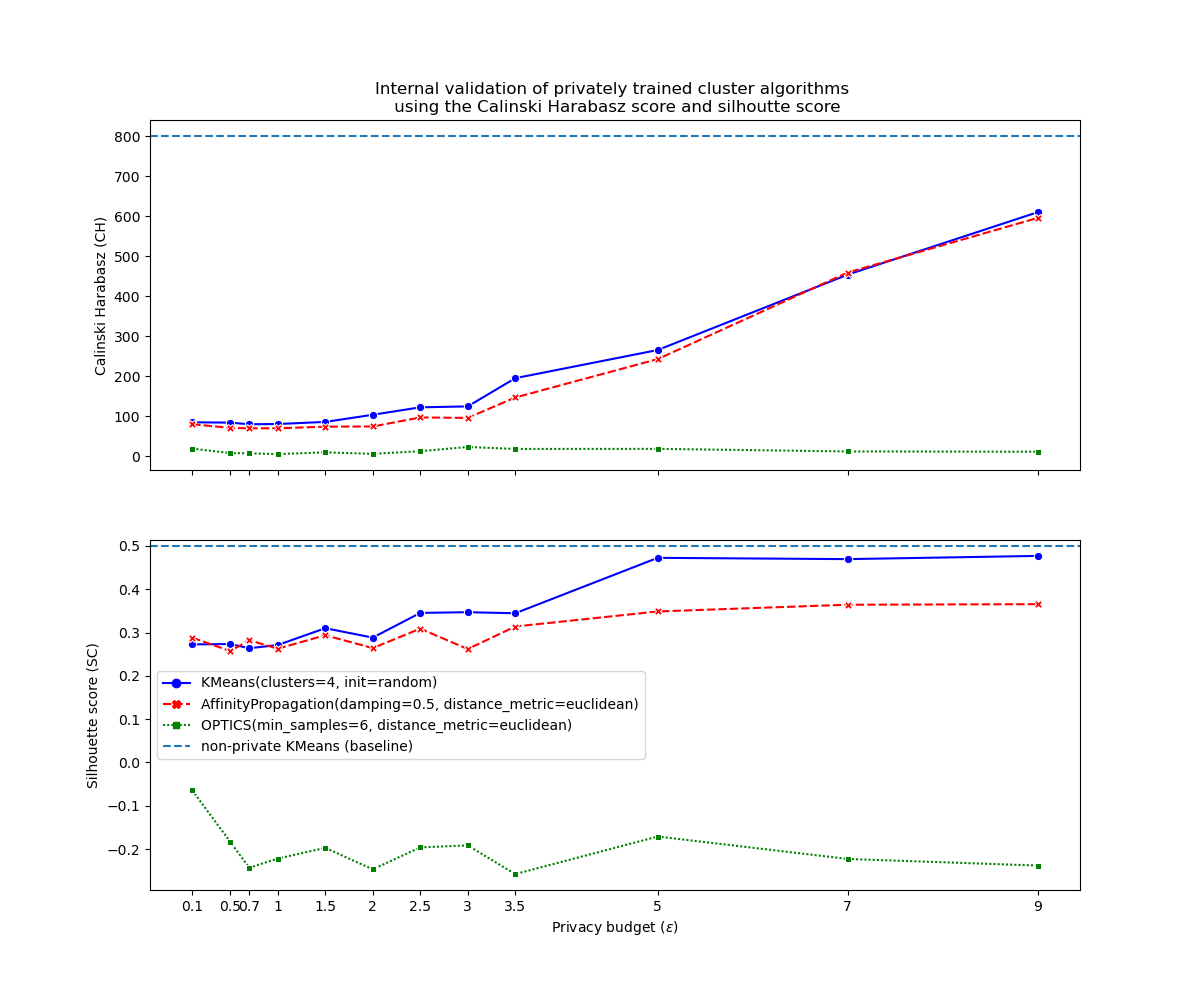 Internal validation of privately trained cluster algorithms
using the Calinski Harabasz score and silhoutte score
800
700
600
500
400
300
200
100
0
Calinski Harabasz (CH)
0.5
0.4
0.3
0.2
0.1
0.0
−0.1
−0.2
Silhouette score (SC)
KMeans(clusters=4, init=random)
AffinityPropagation(damping=0.5, distance_metric=euclidean)
OPTICS(min_samples=6, distance_metric=euclidean)
non-private KMeans (baseline)
0.1 0.5 0.7 1 1.5 2 2.5 3 3.5 5 7 9
Privacy budget (ε)